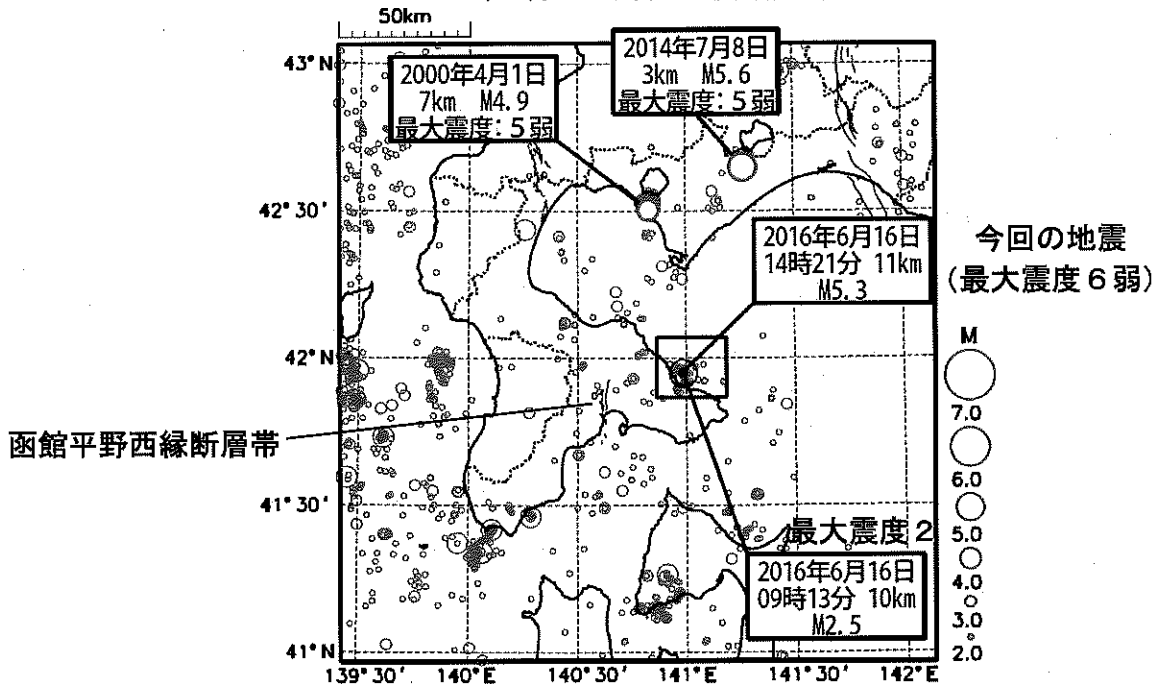 50km
43°N
2000年4月1日
7km M4.9
最大震度:5弱
2014年7月8日
3km M5.6
最大震度:5弱
42°30'
2016年6月16日
14時21分 11km
M5.3
今回の地震
(最大震度6弱)
42°N
函館平野西縁断層帯
M
7.0
6.0
5.0
4.0
3.0
2.0
41°30'
最大震度2
2016年6月16日
09時13分 10km
M2.5
41°N
139°30' 140°E 140°30' 141°E 141°30' 142°E